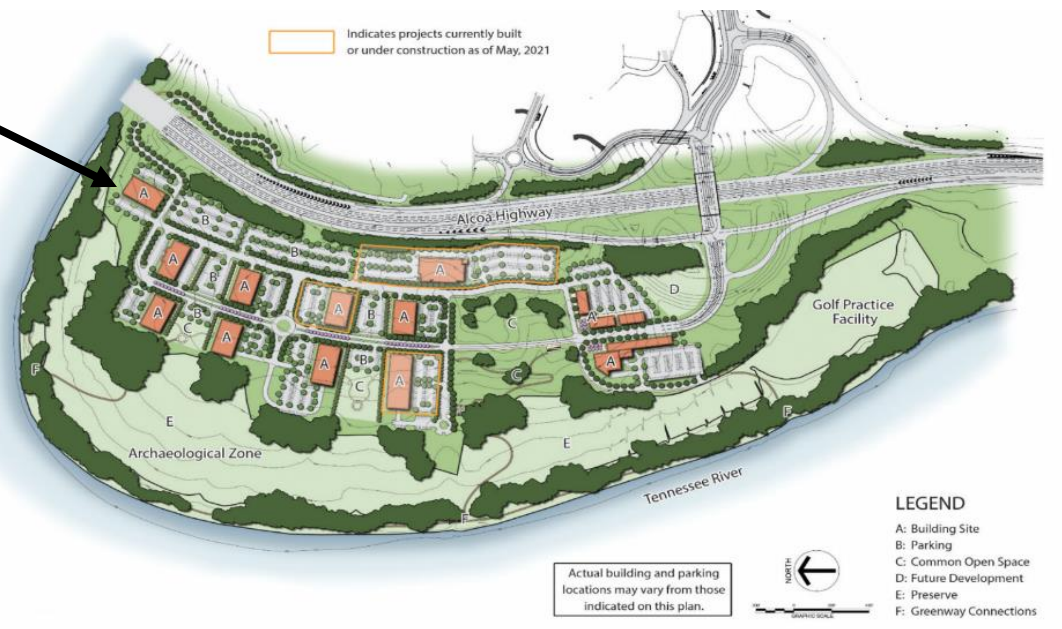 Indicates projects currently built
or under construction as of May, 2021
A
B
Alcoa Highway
B
A
A
A
B
A
D
B
A
A
B
A
C
Golf Practice
Facility
A
B
C
A
A
B
A
C
A
C
F
F
E
E
Archaeological Zone
Tennessee River
F
LEGEND
A: Building Site
B: Parking
C: Common Open Space
D: Future Development
E: Preserve
F: Greenway Connections
Actual building and parking
locations may vary from those
indicated on this plan.
NORTH
GRAPHIC SCALE